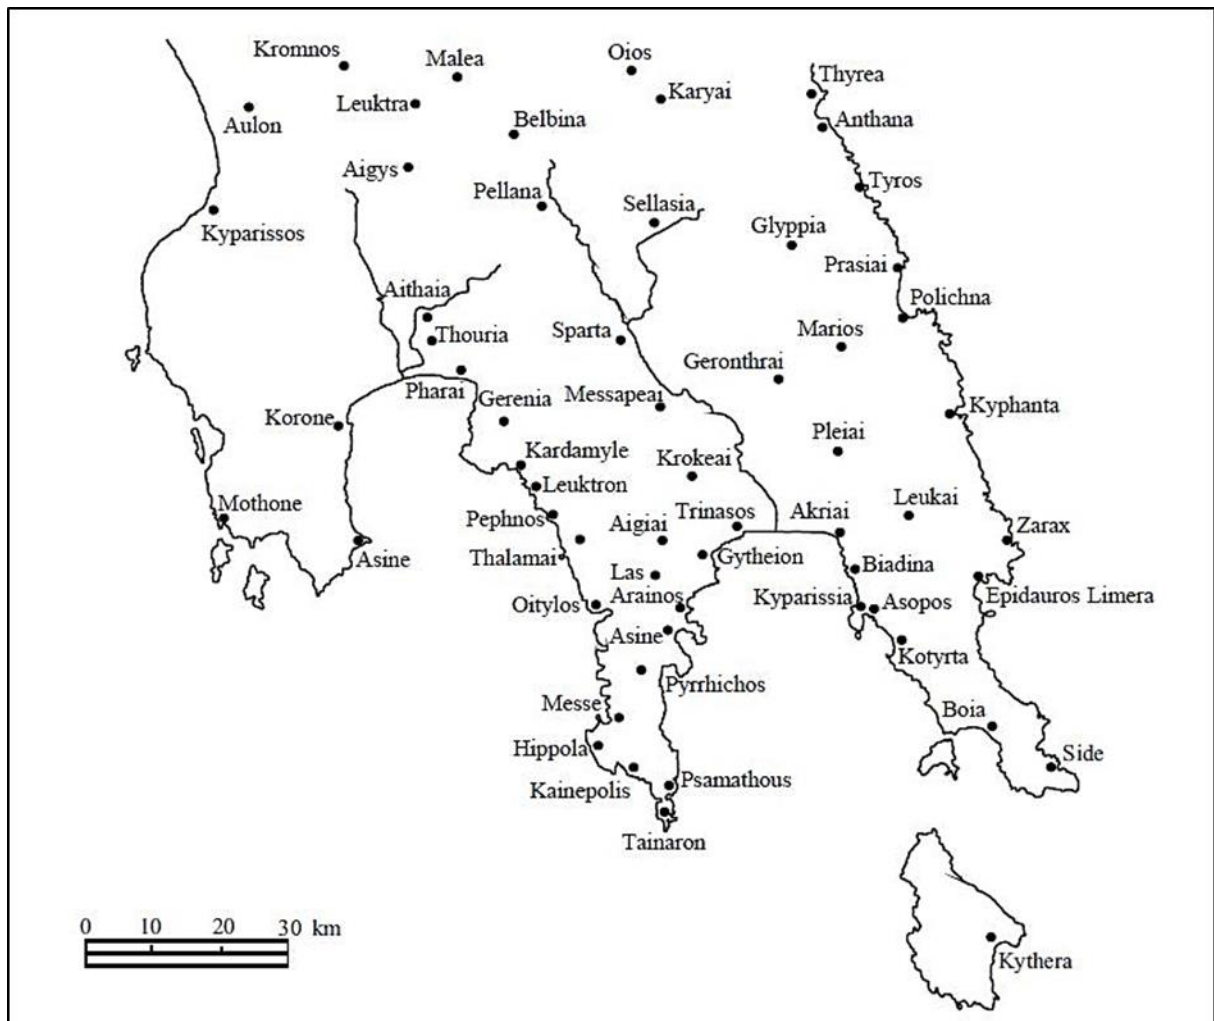 Kromnos
Malea
Oios
Thyrea
Leuktra
Karyai
Aulon
Belbina
Anthana
Aigys
Pellana
Sellasia
Tyros
Kyparissos
Glyppia
Prasiai
Aithaia
Polichna
Thouria
Sparta
Marios
Geronthrai
Pharai
Gerenia
Messapeai
Korone
Kyphanta
Pleiai
Kardamyle
Krokeai
Leuktron
Mothone
Leukai
Pephnos
Aigiai
Trinasos
Akriai
Zarax
Asine
Thalamai
Gytheion
Las
Biadina
Oitylos
Arainos
Kyparissia
Asopos
Epidauros Limera
Asine
Kotyrta
Pyrrhichos
Messe
Boia
Hippola
Side
Kainepolis
Psamathous
Tainaron
0 10 20 30 km
Kythera